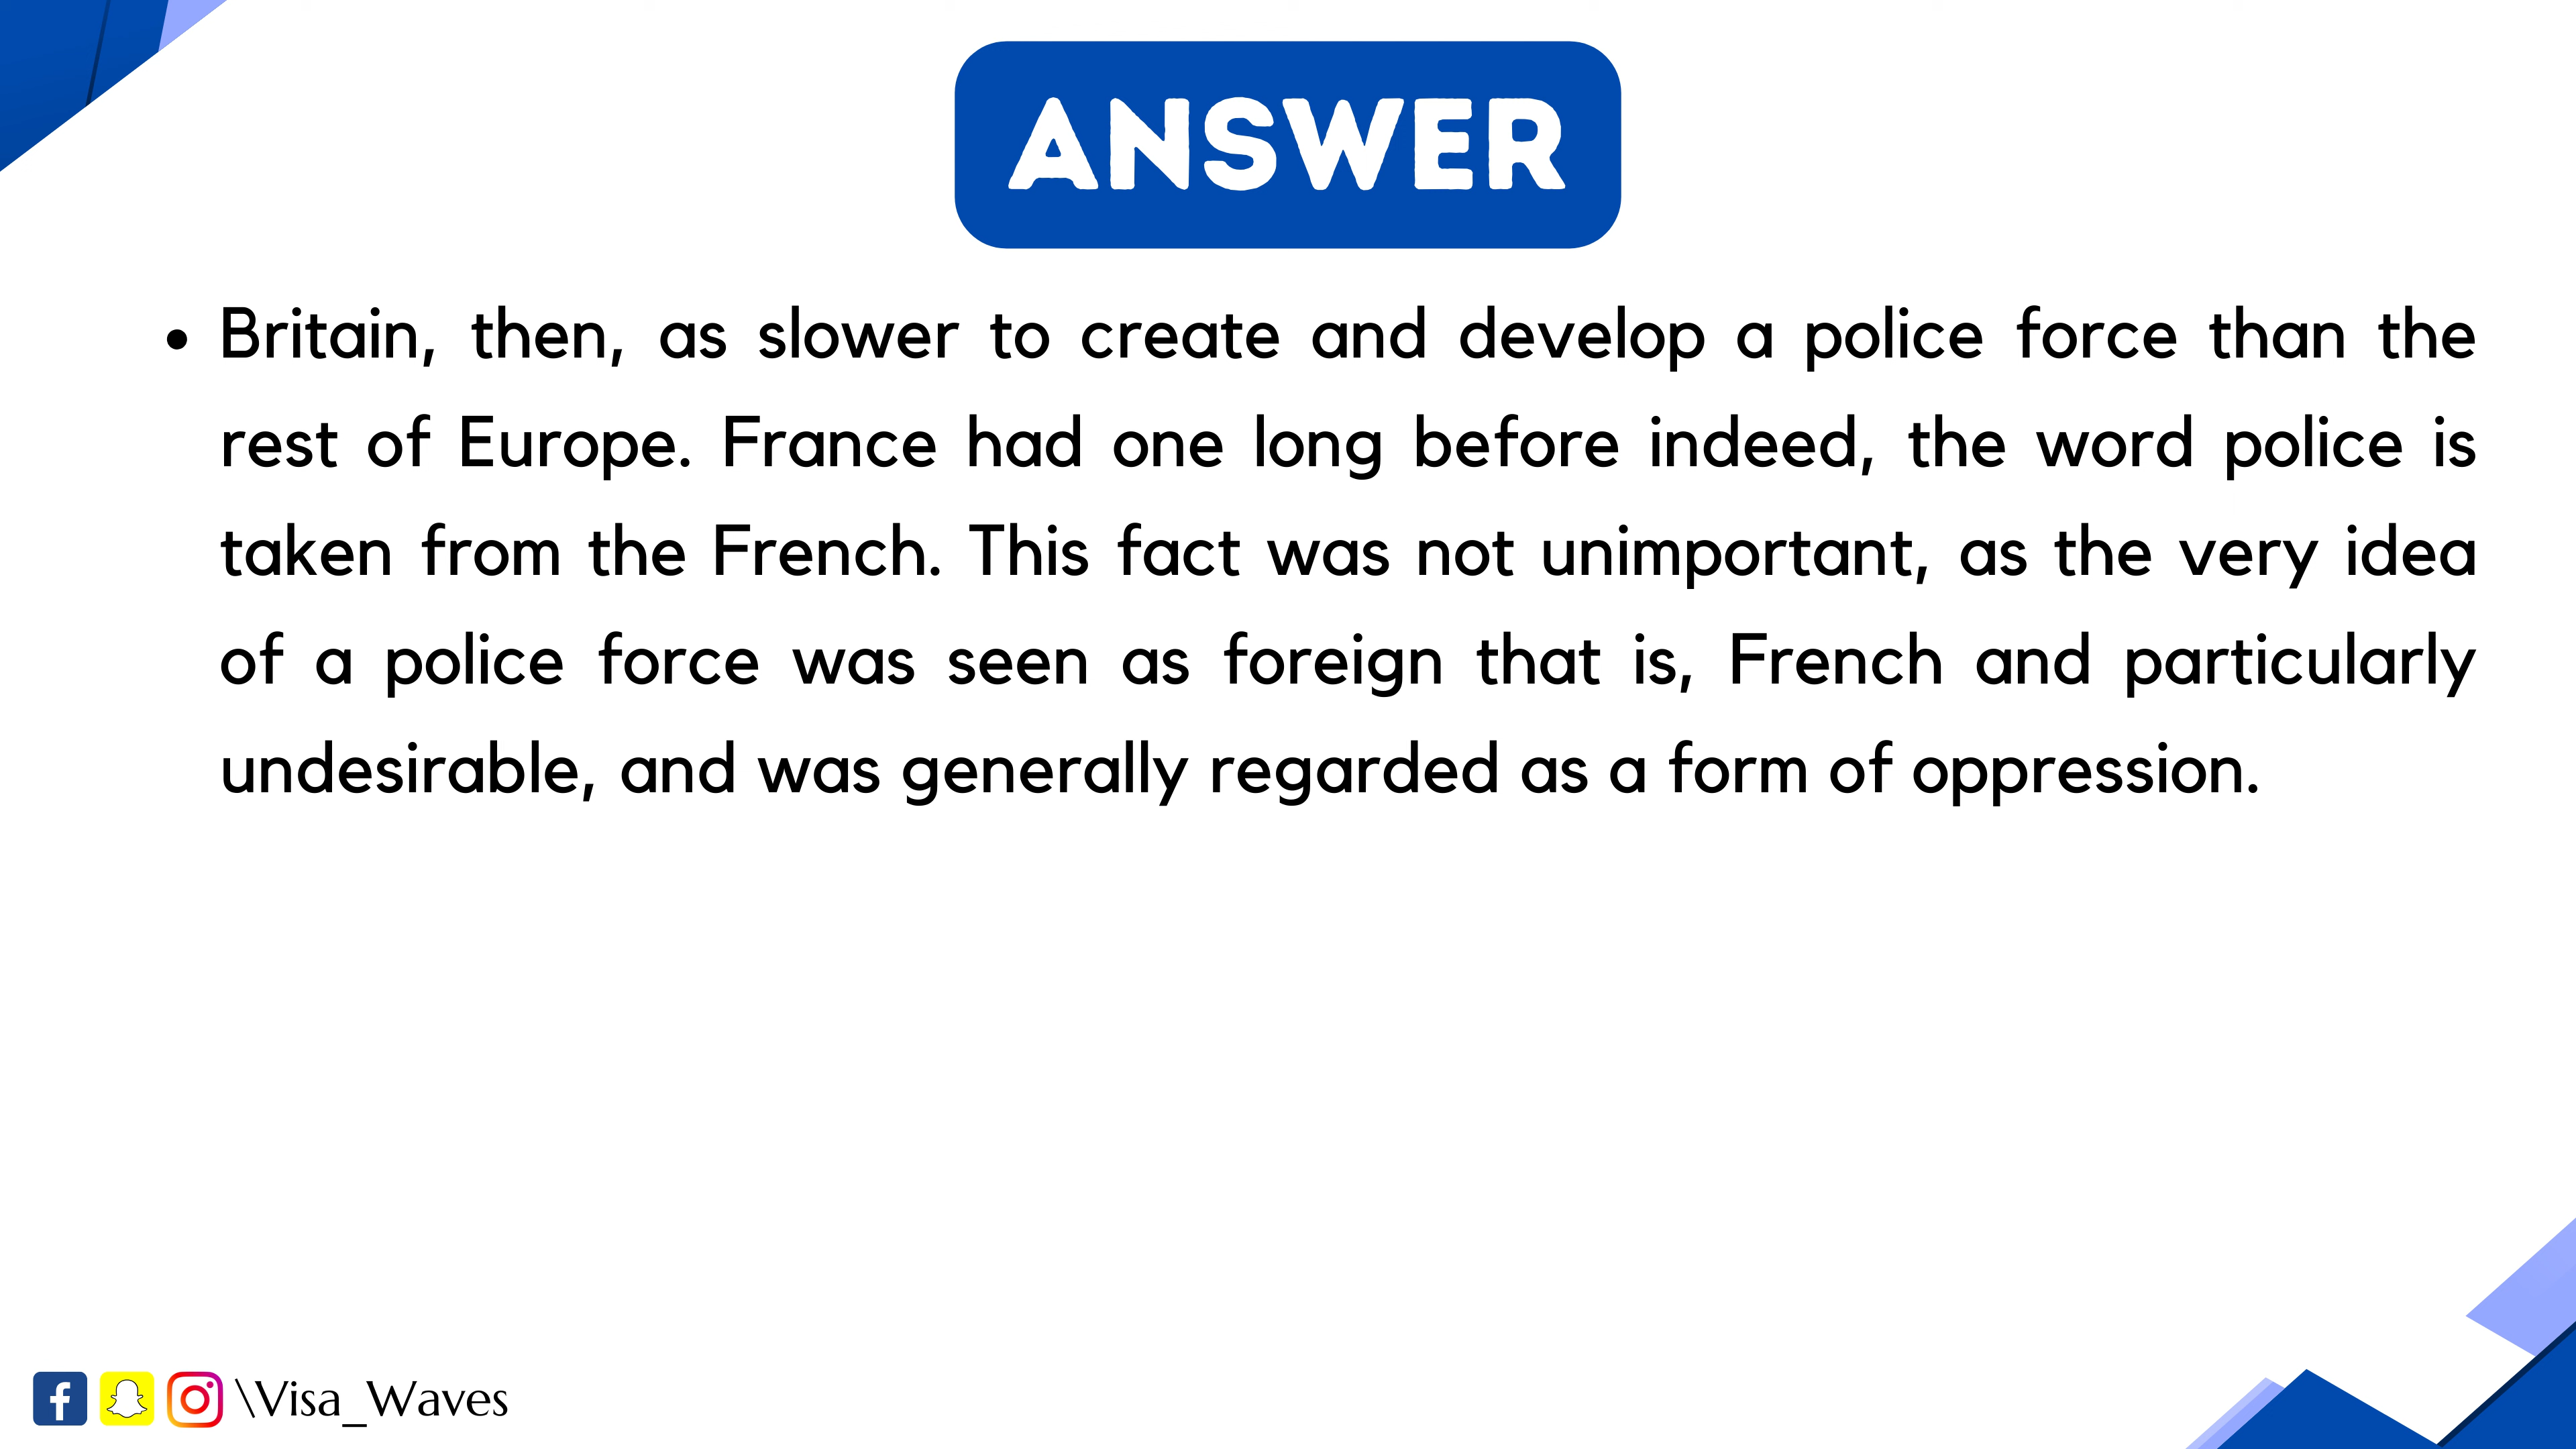 ANSWER
• Britain, then, as slower to create and develop a police force than the
rest of Europe. France had one long before indeed, the word police is
taken from the French. This fact was not unimportant, as the very idea
of a police force was seen as foreign that is, French and particularly
undesirable, and was generally regarded as a form of oppression.
\Visa_Waves